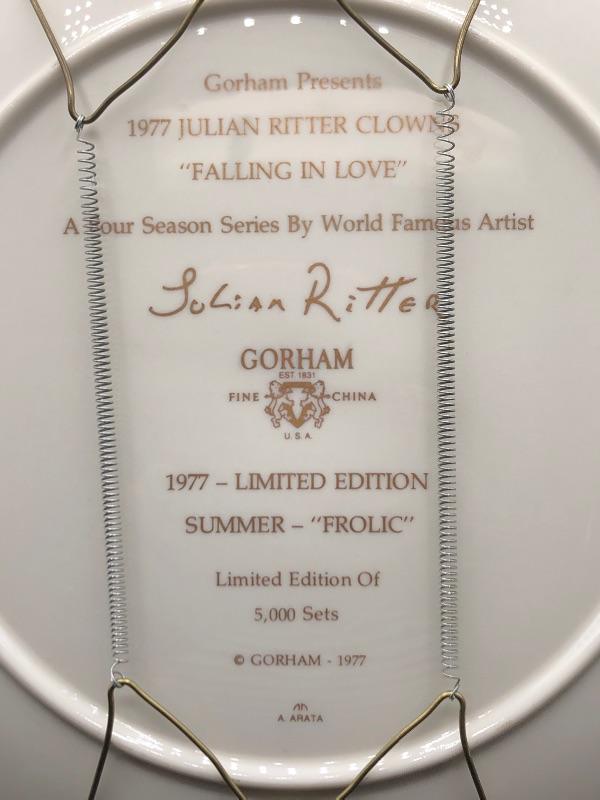 Gorham Presents
1977 JULIAN RITTER CLOWNS
“FALLING IN LOVE”
A Four Season Series By World Famous Artist
Julian Ritter
GORHAM
EST 1831
FINE CHINA
U.S.A.
1977 – LIMITED EDITION
SUMMER – “FROLIC”
Limited Edition Of
5,000 Sets
© GORHAM - 1977
A. ARATA